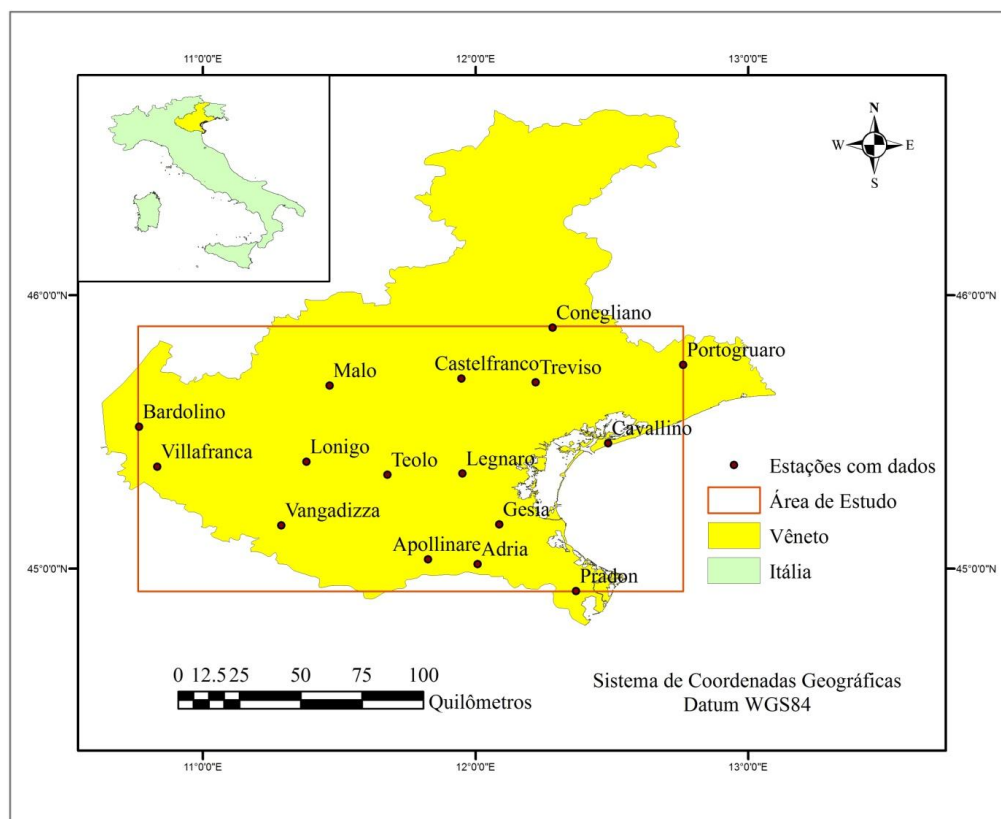 11°0'0"E
12°0'0"E
13°0'0"E
N
W
E
S
46°0'0"N
46°0'0"N
Conegliano
Portogruaro
Castelfranco
Treviso
Malo
Bardolino
Cavallino
Villafranca
Lonigo
Teolo
Legnaro
Estações com dados
Área de Estudo
Vangadizza
Gesia
Vêneto
Apollinare
Adria
Itália
45°0'0"N
45°0'0"N
Pradon
0 12.5 25 50 75 100
Quilômetros
Sistema de Coordenadas Geográficas
Datum WGS84
11°0'0"E
12°0'0"E
13°0'0"E